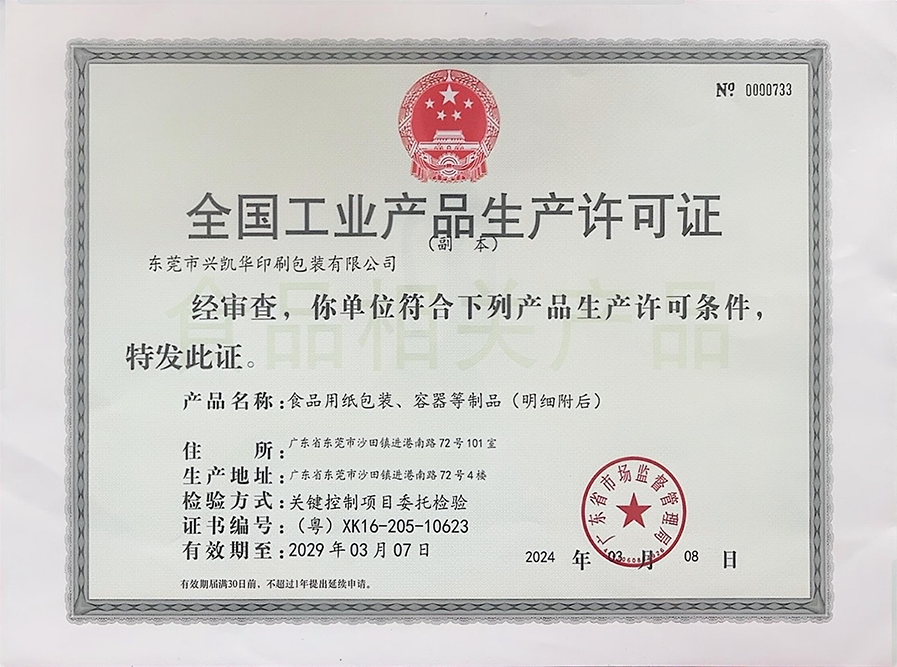 Nº 0000733
全国工业产品生产许可证
（副 本）
东莞市兴凯华印刷包装有限公司
食品相关产品
经审查，你单位符合下列产品生产许可条件，
特发此证。
产品名称：食品用纸包装、容器等制品（明细附后）
住 所：广东省东莞市沙田镇进港南路72号101室
生产地址：广东省东莞市沙田镇进港南路72号4楼
检验方式：关键控制项目委托检验
证书编号：（粤）XK16-205-10623
有效期至：2029年03月07日
广东省市场监督管理局
2024 年 03 月 08 日
有效期届满30日前，不超过1年提出延续申请。